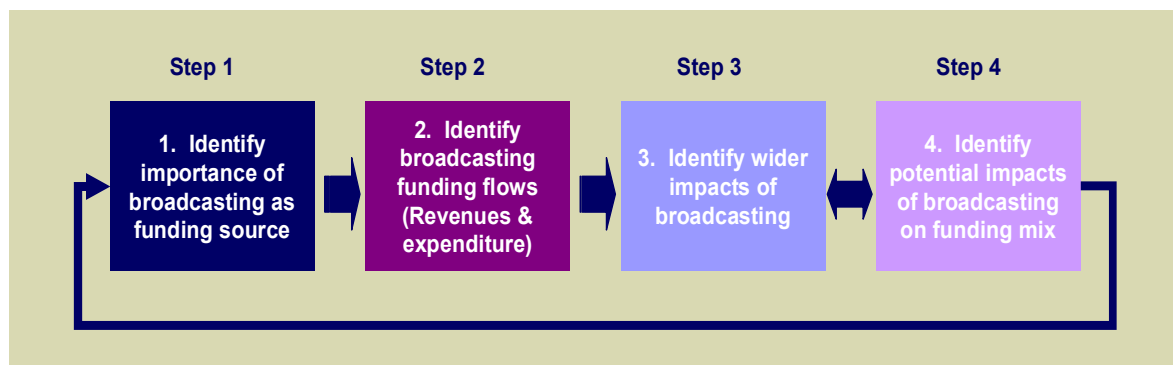 Step 1
Step 2
Step 3
Step 4
1. Identify
importance of
broadcasting as
funding source
2. Identify
broadcasting
funding flows
(Revenues &
expenditure)
3. Identify wider
impacts of
broadcasting
4. Identify
potential impacts
of broadcasting
on funding mix